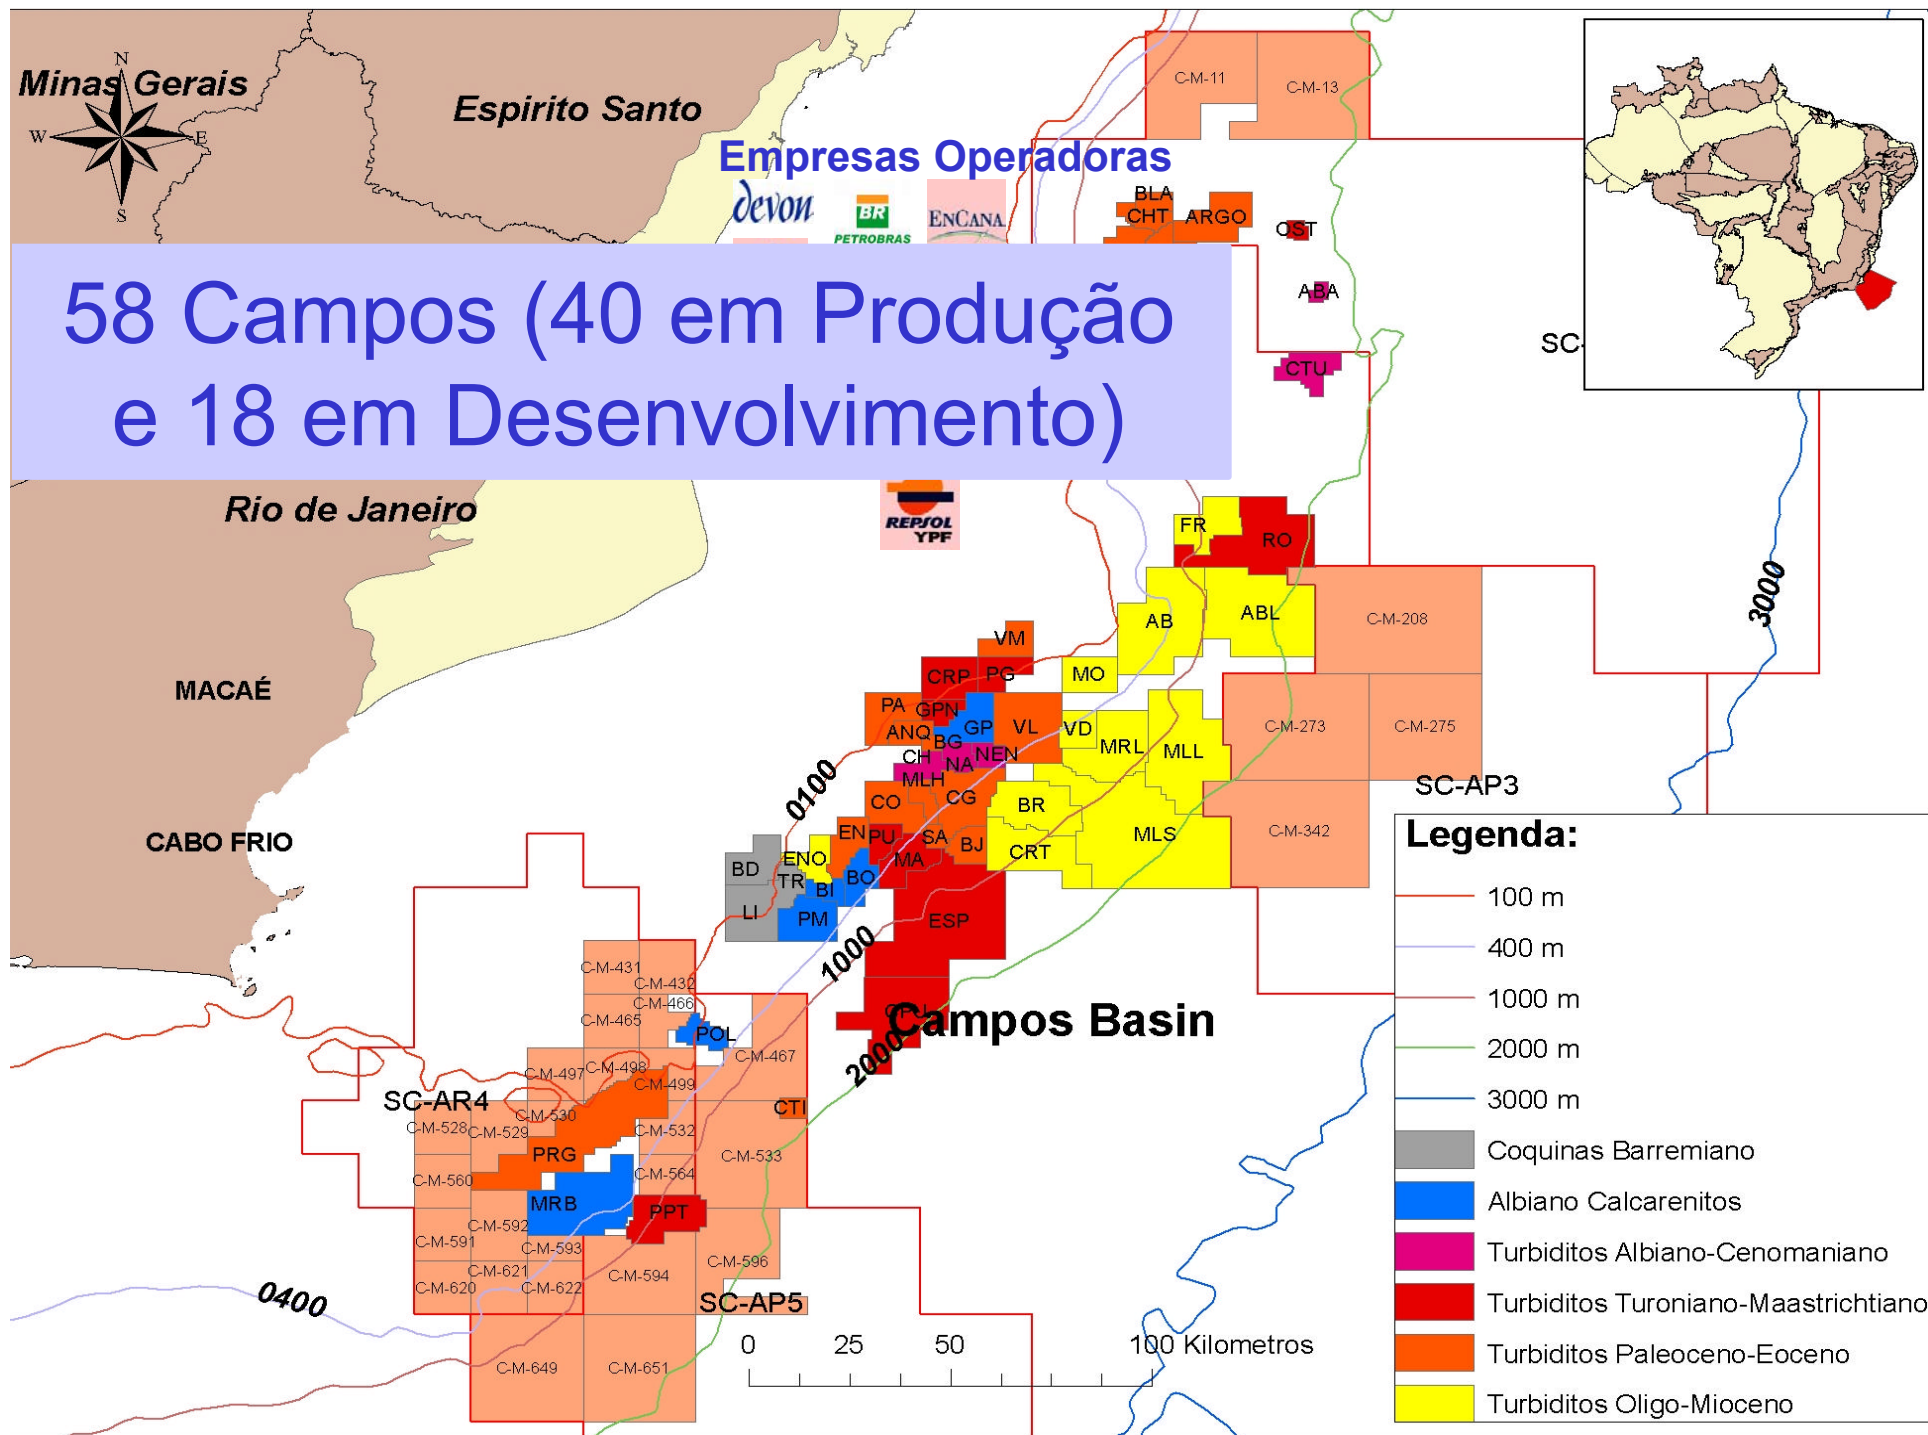 N
W
E
S
Minas Gerais
Espirito Santo
Empresas Operadoras
devon
BR
PETROBRAS
ENCANA
58 Campos (40 em Produção
e 18 em Desenvolvimento)
REPSOL
YPF
Rio de Janeiro
MACAÉ
CABO FRIO
C-M-11
C-M-13
BLA
CHT
ARGO
OST
ABA
CTU
SC-
FR
RO
AB
ABL
C-M-208
3000
VM
CRP
PG
MO
PA
GPN
GP
VL
VD
MRL
MLL
C-M-273
C-M-275
ANQ
BG
CH
NA
NEN
MLH
SC-AP3
0100
CO
CG
BR
MLS
C-M-342
EN
PU
SA
BJ
CRT
MA
ENO
BD
TR
BI
BO
LI
PM
ESP
1000
Campos Basin
2000
C-M-431
C-M-432
C-M-466
C-M-465
POL
C-M-467
C-M-497
C-M-498
C-M-499
SC-AR4
CTI
C-M-528
C-M-529
C-M-530
C-M-532
C-M-533
PRG
C-M-560
C-M-564
MRB
PPT
C-M-591
C-M-592
C-M-593
C-M-594
C-M-596
C-M-620
C-M-621
C-M-622
SC-AP5
0400
C-M-649
C-M-651
0
25
50
100 Kilometros
Legenda:
100 m
400 m
1000 m
2000 m
3000 m
Coquinas Barremiano
Albiano Calcarenitos
Turbiditos Albiano-Cenomaniano
Turbiditos Turoniano-Maastrichtiano
Turbiditos Paleoceno-Eoceno
Turbiditos Oligo-Mioceno